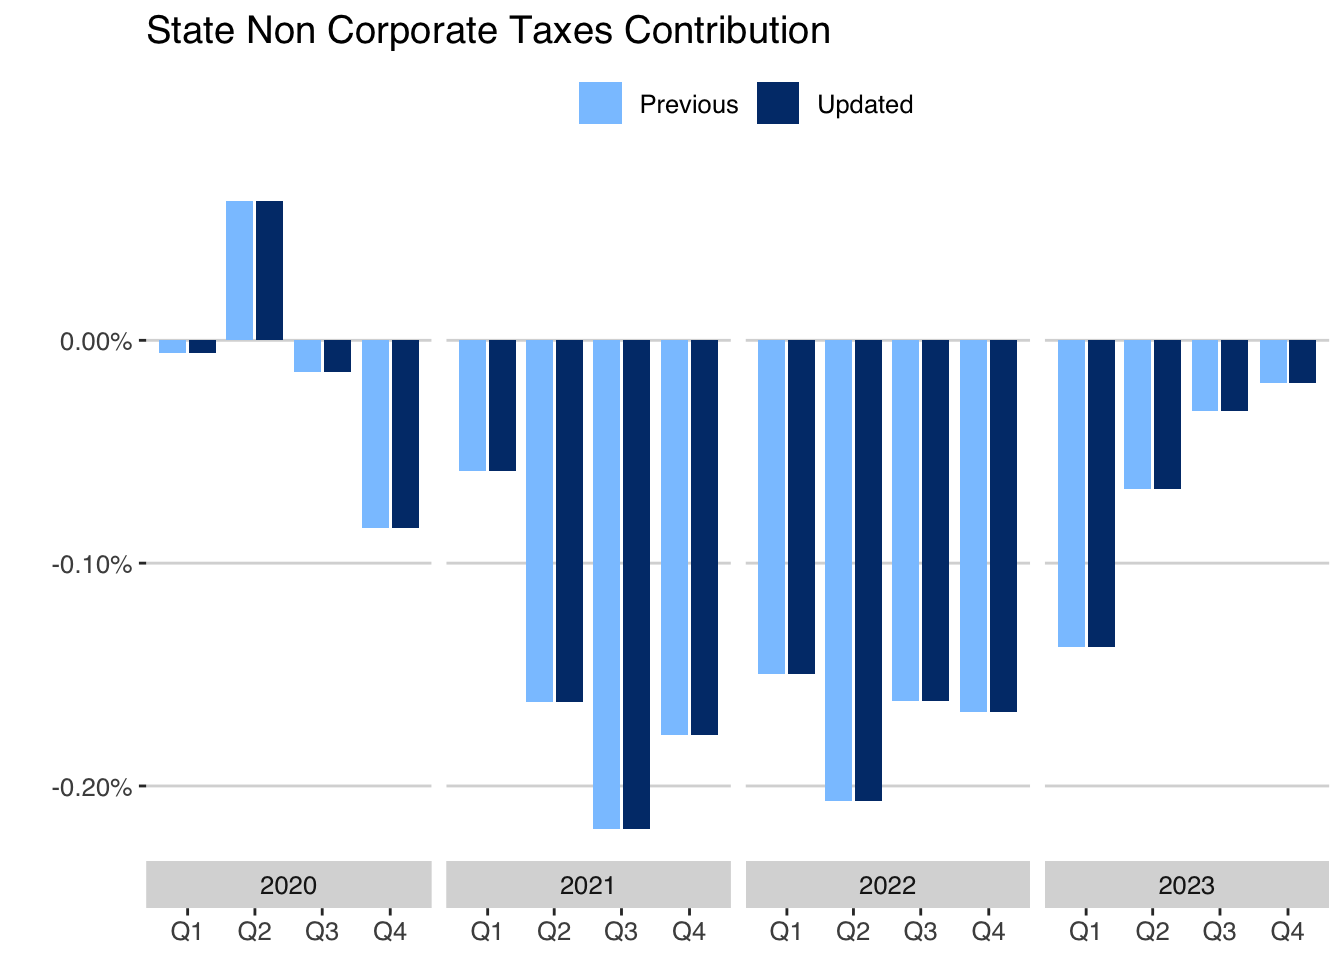 State Non Corporate Taxes Contribution
Previous Updated
0.00%
-0.10%
-0.20%
2020 2021 2022 2023
Q1 Q2 Q3 Q4 Q1 Q2 Q3 Q4 Q1 Q2 Q3 Q4 Q1 Q2 Q3 Q4